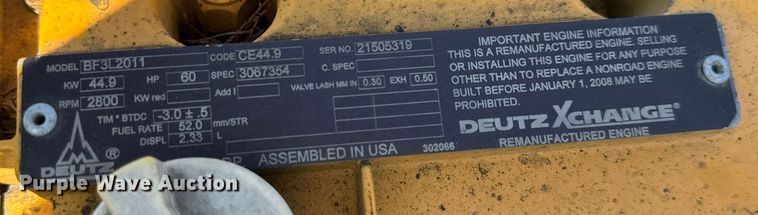 MODEL BF3L2011 CODE CE44.9 SER NO. 21505319
KW 44.9 HP 60 SPEC 3067354 C. SPEC
RPM 2800 KW red Add I VALVE LASH MM IN 0.30 EXH 0.50
TIM ° BTDC -3.0 ± .5
FUEL RATE 52.0 mm/STR
DISPL 2.33 L
DEUTZ ®
ASSEMBLED IN USA 302066
IMPORTANT ENGINE INFORMATION
THIS IS A REMANUFACTURED ENGINE. SELLING
OR INSTALLING THIS ENGINE FOR ANY PURPOSE
OTHER THAN TO REPLACE A NONROAD ENGINE
BUILT BEFORE JANUARY 1, 2008 MAY BE
PROHIBITED.
DEUTZ XCHANGE®
REMANUFACTURED ENGINE
Purple Wave Auction